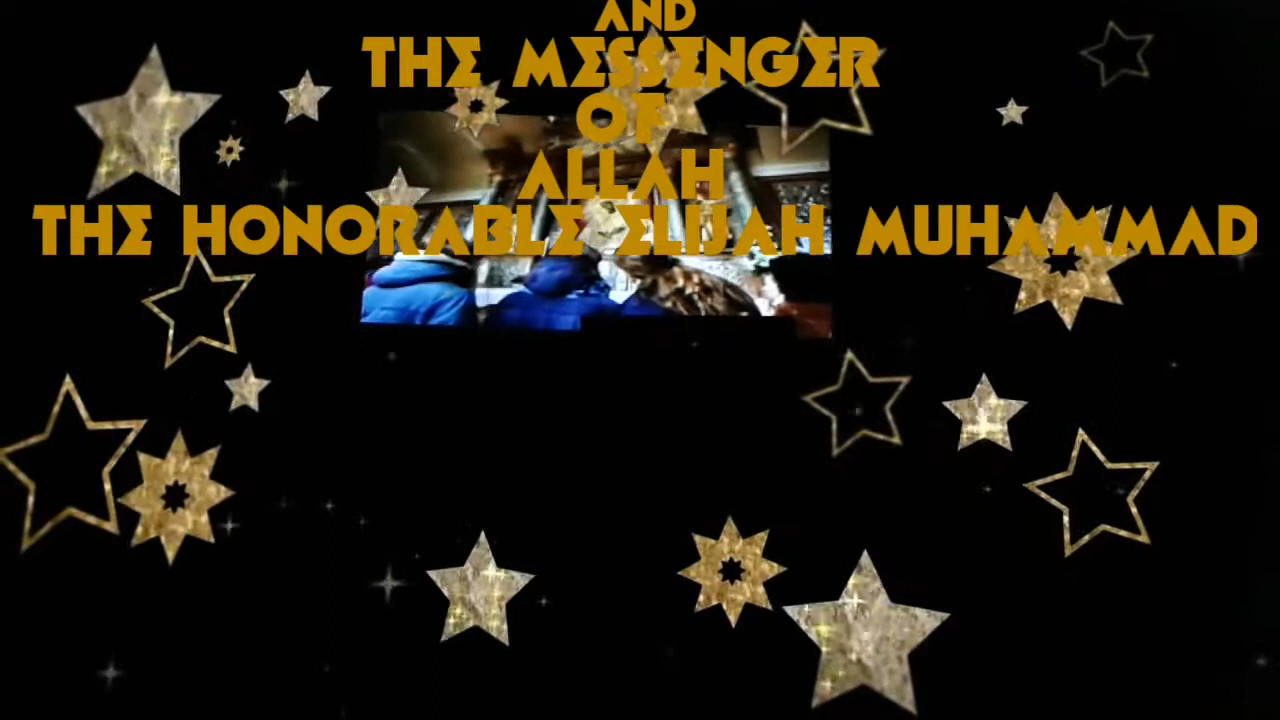 AND
THE MESSENGER
OF
ALLAH
THE HONORABLE ELIJAH MUHAMMAD